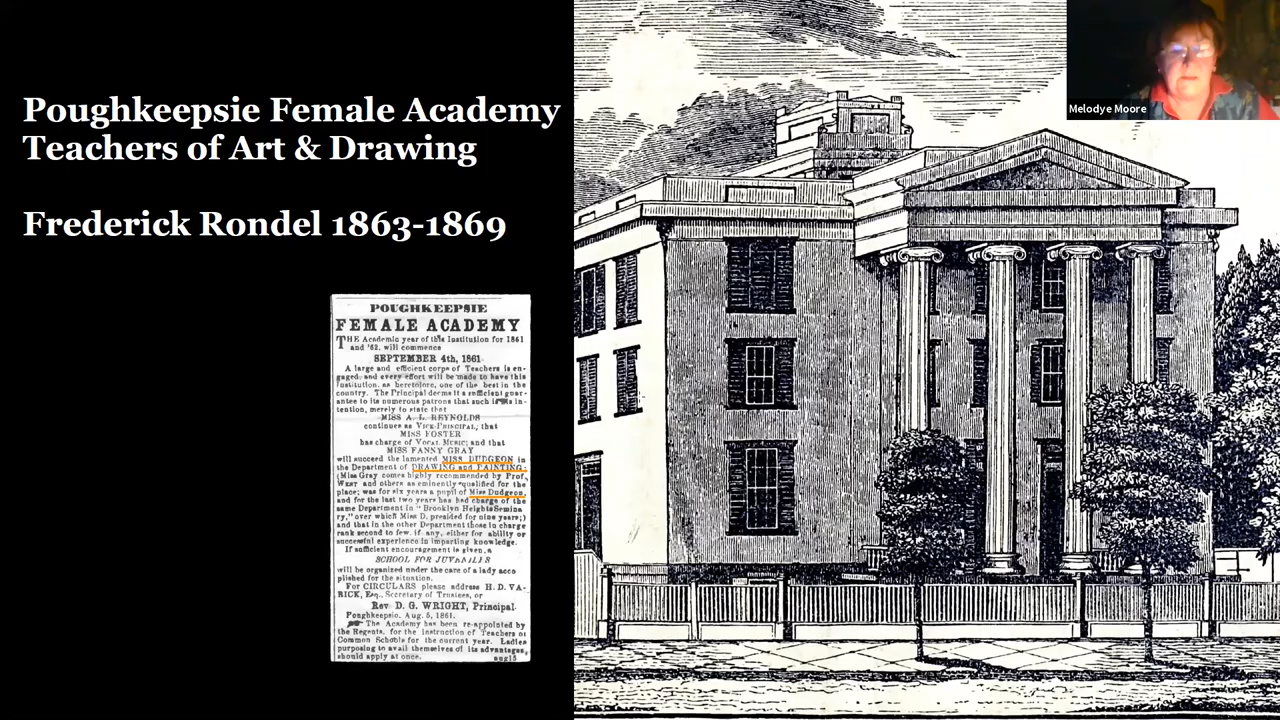 Poughkeepsie Female Academy
Teachers of Art & Drawing
Frederick Rondel 1863-1869
Melodye Moore
POUGHKEEPSIE
FEMALE ACADEMY
THE Academic year of this Institution for 1861
and '62, will commence
SEPTEMBER 4th, 1861
A large and efficient corps of Teachers is en-
gaged, and every effort will be made to have this
Institution, as heretofore, one of the best in the
country. The Principal deems it a sufficient guar-
antee to its numerous patrons that such is his in-
tention, merely to state that
MISS A. L. REYNOLDS
continues as VICE-PRINCIPAL; that
MISS FOSTER
has charge of VOCAL MUSIC; and that
MISS FANNY GRAY
will succeed the lamented MISS DUDGEON in
the Department of DRAWING and PAINTING;
(Miss Gray comes highly recommended by Prof.
WEST and others as eminently qualified for the
place; was for six years a pupil of Miss Dudgeon,
and for the last two years has had charge of the
same Department in "Brooklyn Heights Semina
ry," over which Miss D. presided for nine years;)
and that in the other Department those in charge
rank second to few, if any, either for ability or
successful experience in imparting knowledge.
If sufficient encouragement is given, a
SCHOOL FOR JUVENILES
will be organized under the care of a lady acco
plished for the situation.
For CIRCULARS please address H. D. VA-
RICK, Esq., Secretary of Trustees, or
Rev D. G. WRIGHT, Principal.
Poughkeepsie, Aug. 5, 1861.
The Academy has been re-appointed by
the Regents, for the instruction of Teachers of
Common Schools for the current year. Ladies
purposing to avail themselves of its advantages,
should apply at once.
aug15